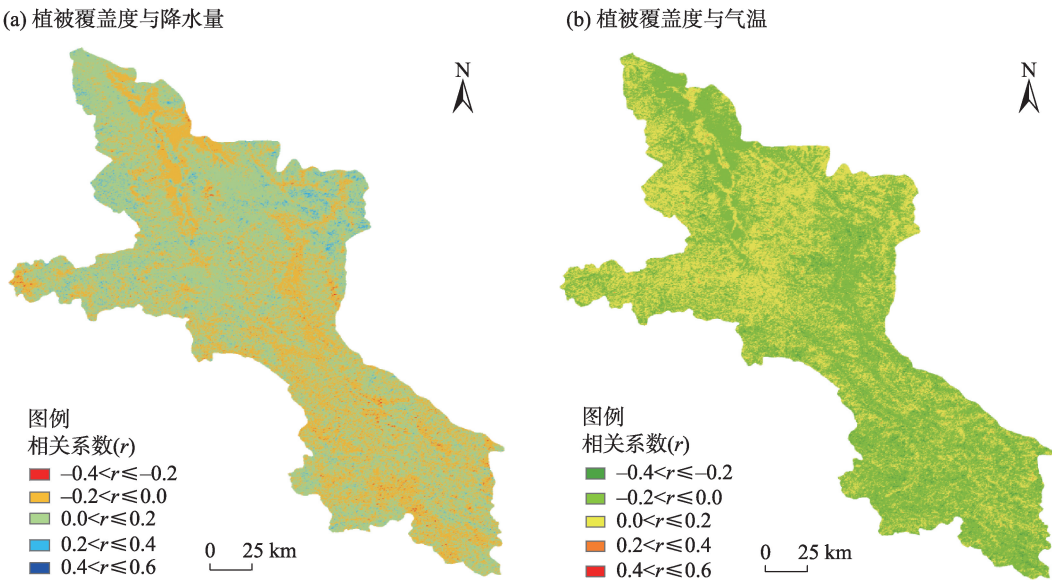 (a) 植被覆盖度与降水量
N
图例
相关系数(r)
–0.4<r≤–0.2
–0.2<r≤0.0
0.0<r≤0.2
0.2<r≤0.4
0.4<r≤0.6
0 25 km
(b) 植被覆盖度与气温
N
图例
相关系数(r)
–0.4<r≤–0.2
–0.2<r≤0.0
0.0<r≤0.2
0.2<r≤0.4
0.4<r≤0.6
0 25 km